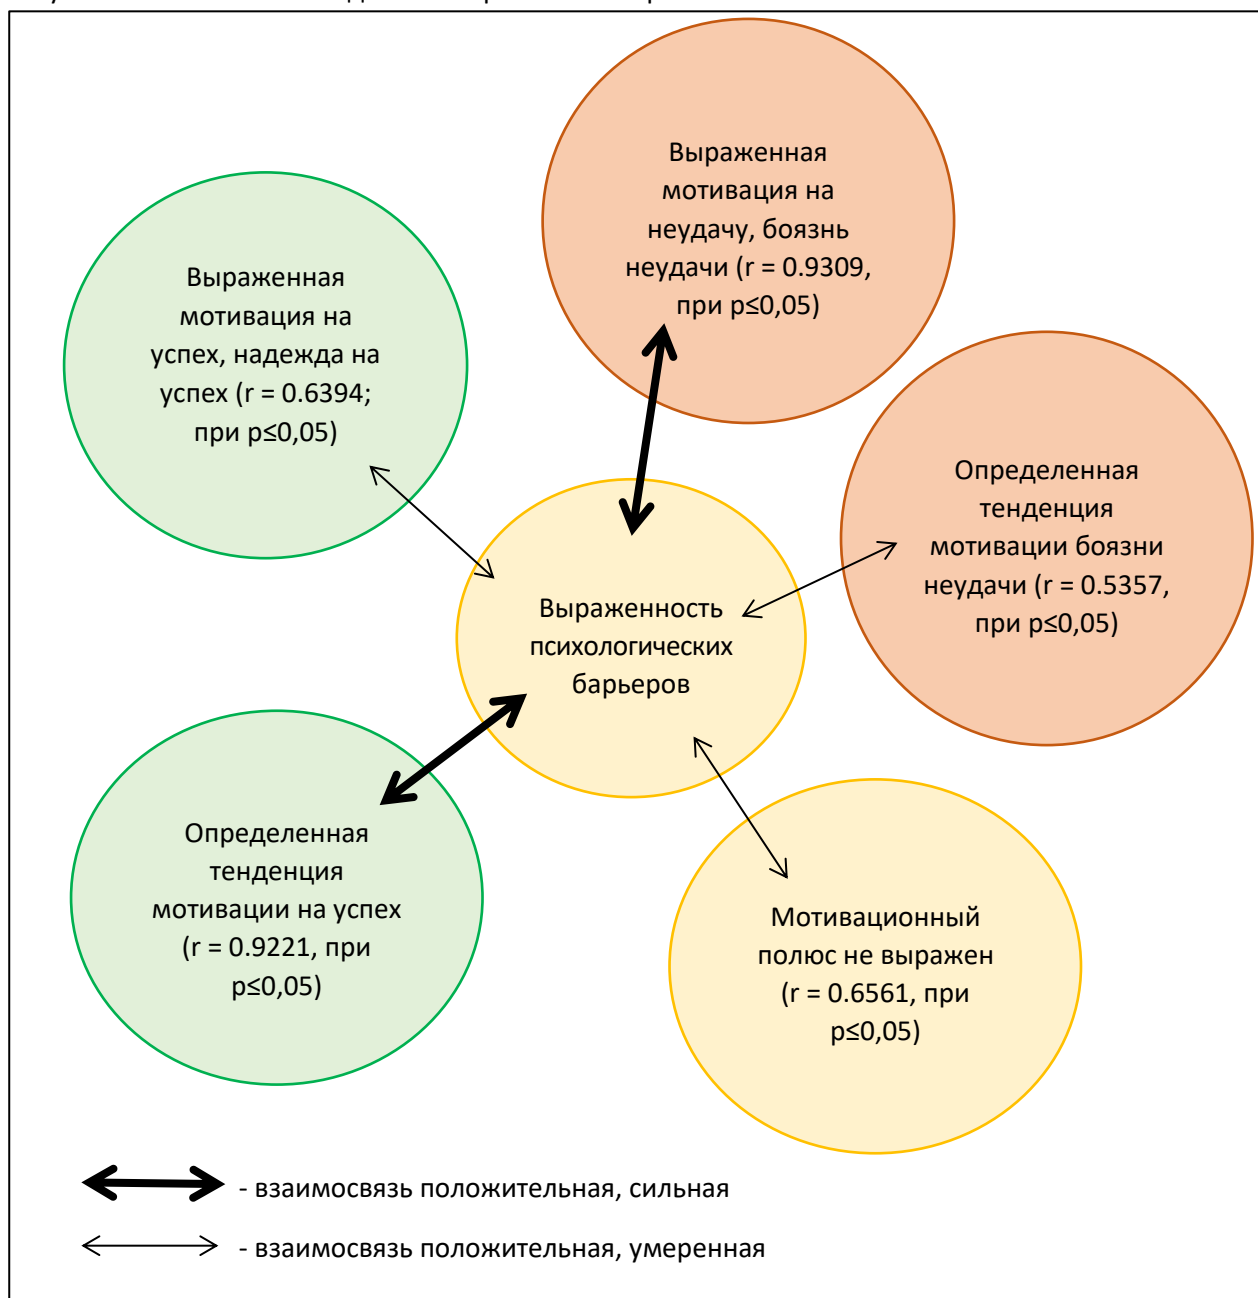 Выраженная
мотивация на
неудачу, боязнь
неудачи (r = 0.9309,
при p≤0,05)
Выраженная
мотивация на
успех, надежда на
успех (r = 0.6394;
при p≤0,05)
Определенная
тенденция
мотивации боязни
неудачи (r = 0.5357,
при p≤0,05)
Выраженность
психологических
барьеров
Определенная
тенденция
мотивации на успех
(r = 0.9221, при
p≤0,05)
Мотивационный
полюс не выражен
(r = 0.6561, при
p≤0,05)
- взаимосвязь положительная, сильная
- взаимосвязь положительная, умеренная